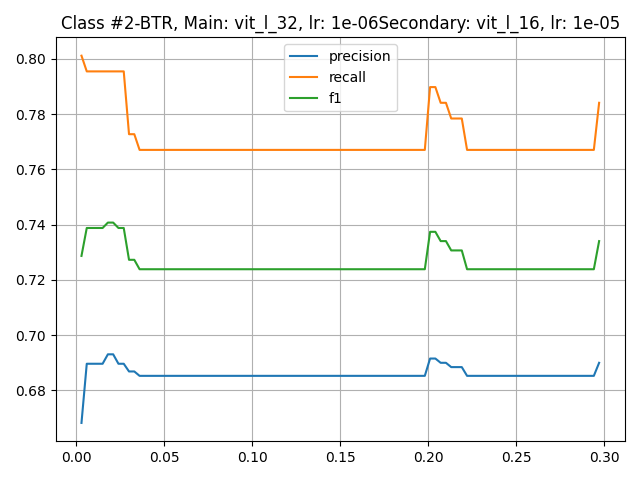 Class #2-BTR, Main: vit_l_32, lr: 1e-06Secondary: vit_l_16, lr: 1e-05
precision
recall
f1
0.80
0.78
0.76
0.74
0.72
0.70
0.68
0.00 0.05 0.10 0.15 0.20 0.25 0.30